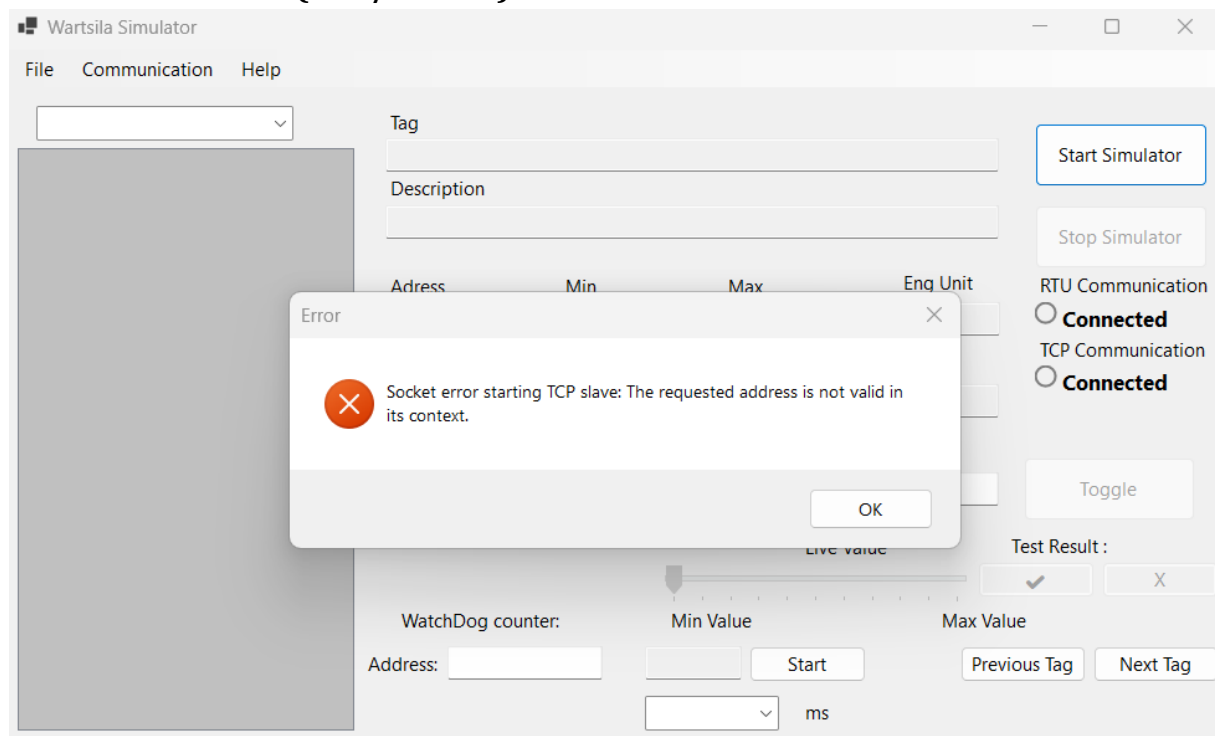 Wartsila Simulator
File Communication Help
Tag
Start Simulator
Description
Stop Simulator
Adress Min Max Eng Unit
RTU Communication
Connected
TCP Communication
Connected
Error
Socket error starting TCP slave: The requested address is not valid in
its context.
OK
Toggle
Live Value
Test Result :
X
WatchDog counter: Min Value Max Value
Address: Start Previous Tag Next Tag
ms